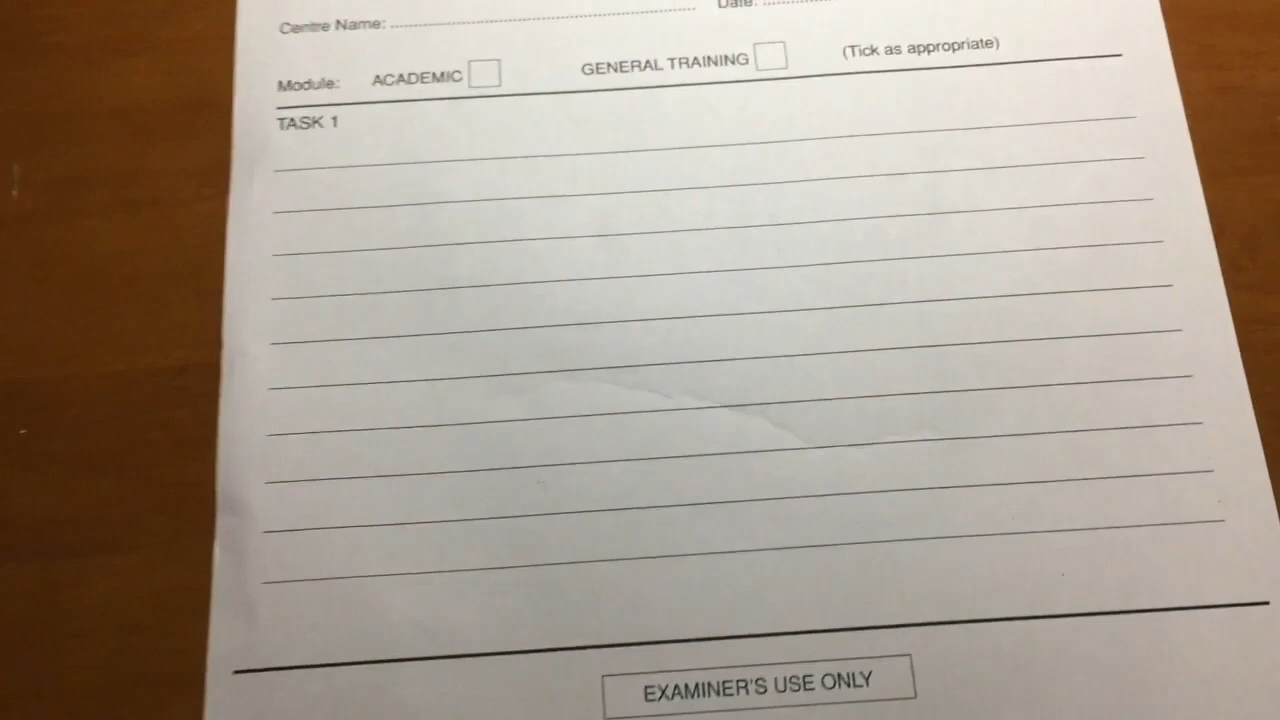 Centre Name: ........................ Date: ............
Module: ACADEMIC GENERAL TRAINING (Tick as appropriate)
TASK 1
EXAMINER'S USE ONLY